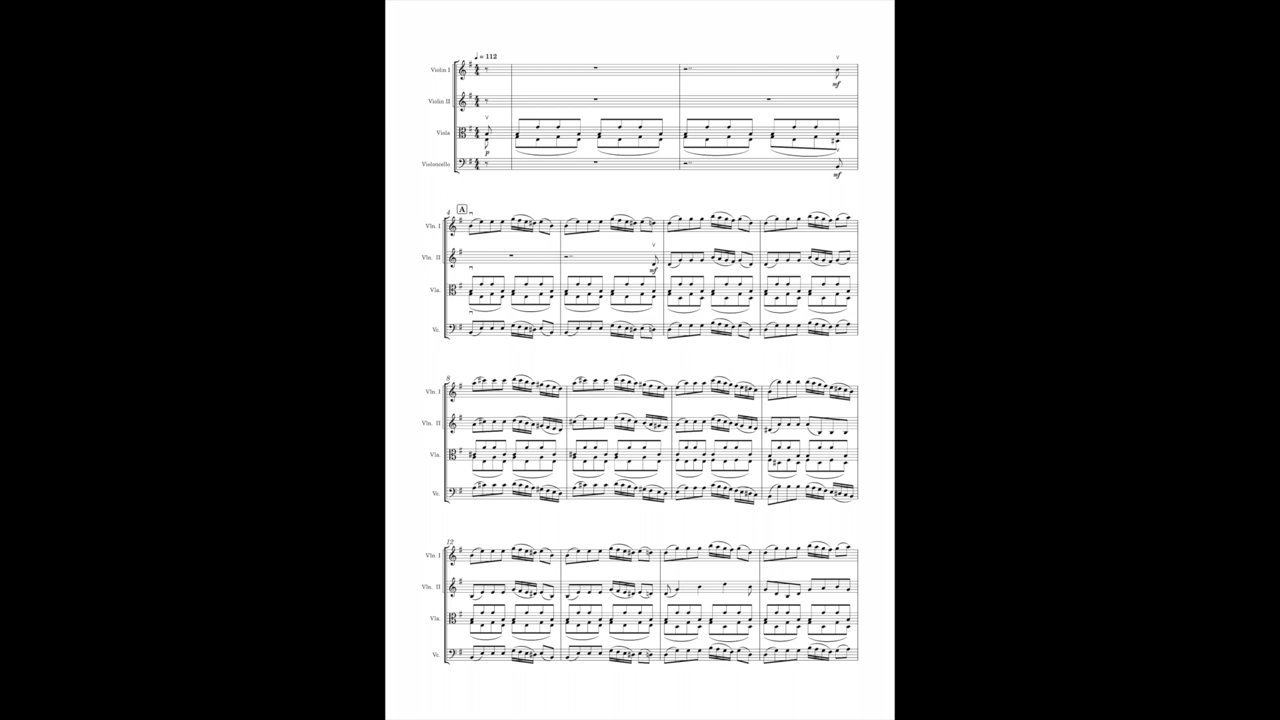 ♩ = 112
Violin I
mf
Violin II
Viola
p
Violoncello
mf
4
A
Vln. I
Vln. II
mf
Vla.
Vc.
8
Vln. I
Vln. II
Vla.
Vc.
12
Vln. I
Vln. II
Vla.
Vc.